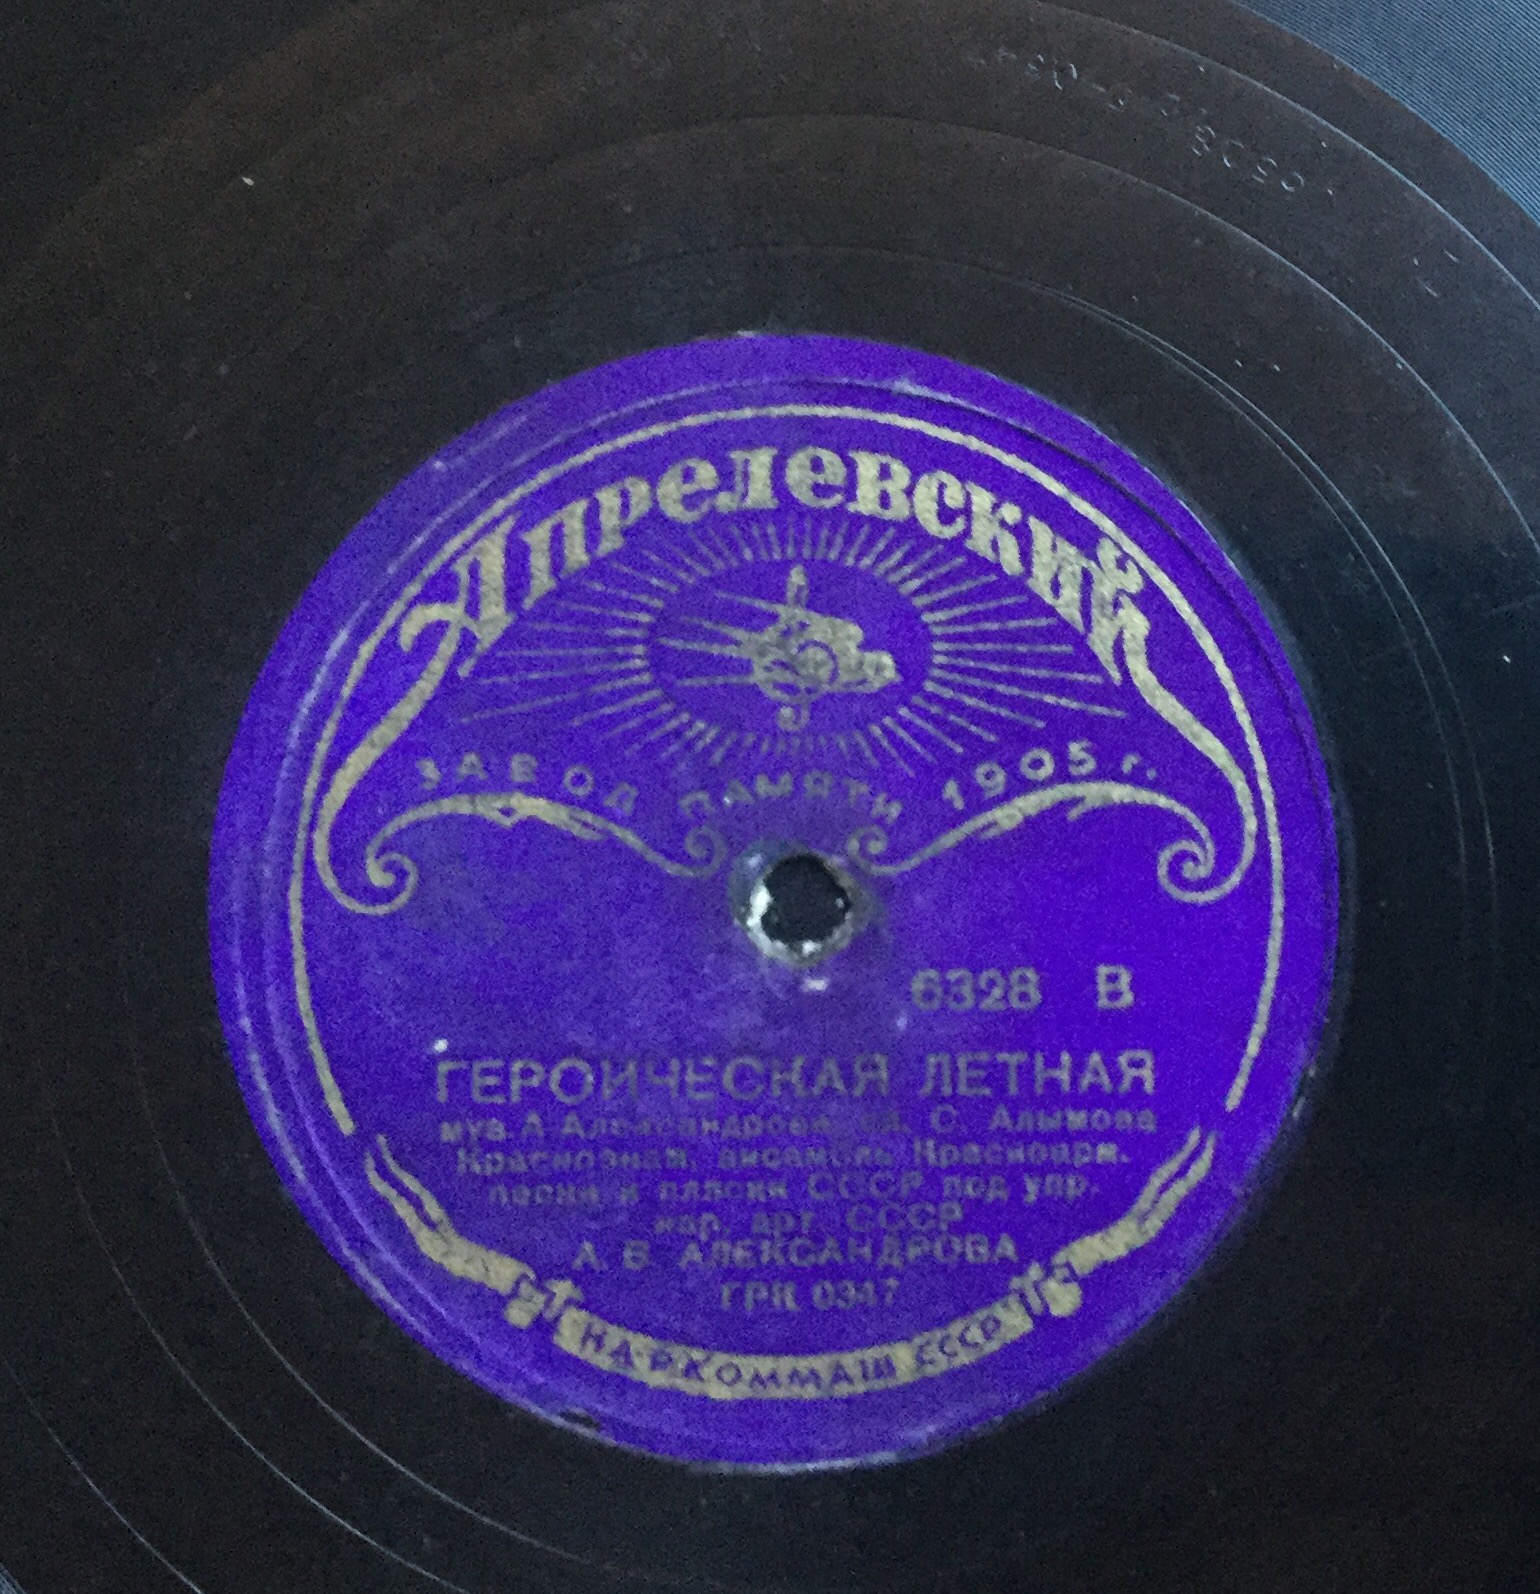 Апрелевский
ЗАВОД ПАМЯТИ 1905 г.
6328 В
ГЕРОИЧЕСКАЯ ЛЕТНАЯ
муз. А. Александрова, сл. С. Алымова
Краснознам. ансамбль Красноарм.
песни и пляски СССР под упр.
нар. арт. СССР
А. В. АЛЕКСАНДРОВА
ГРК 0347
НАРКОММАШ СССР